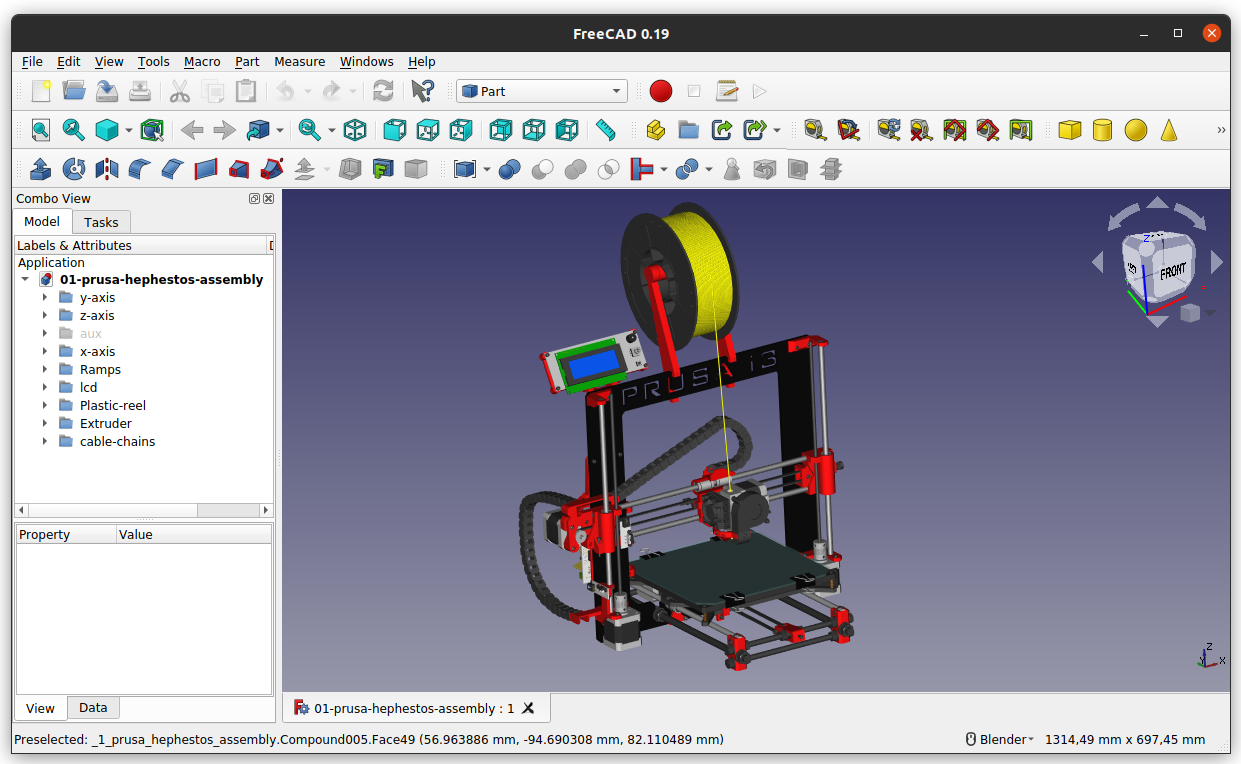 FreeCAD 0.19
File Edit View Tools Macro Part Measure Windows Help
Part
Combo View
Model Tasks
Labels & Attributes
Application
01-prusa-hephestos-assembly
y-axis
z-axis
aux
x-axis
Ramps
lcd
Plastic-reel
Extruder
cable-chains
Property Value
View Data
PRUSA i3
FRONT
Z
Z
Y
X
01-prusa-hephestos-assembly : 1
Preselected: _1_prusa_hephestos_assembly.Compound005.Face49 (56.963886 mm, -94.690308 mm, 82.110489 mm)
Blender
1314,49 mm x 697,45 mm